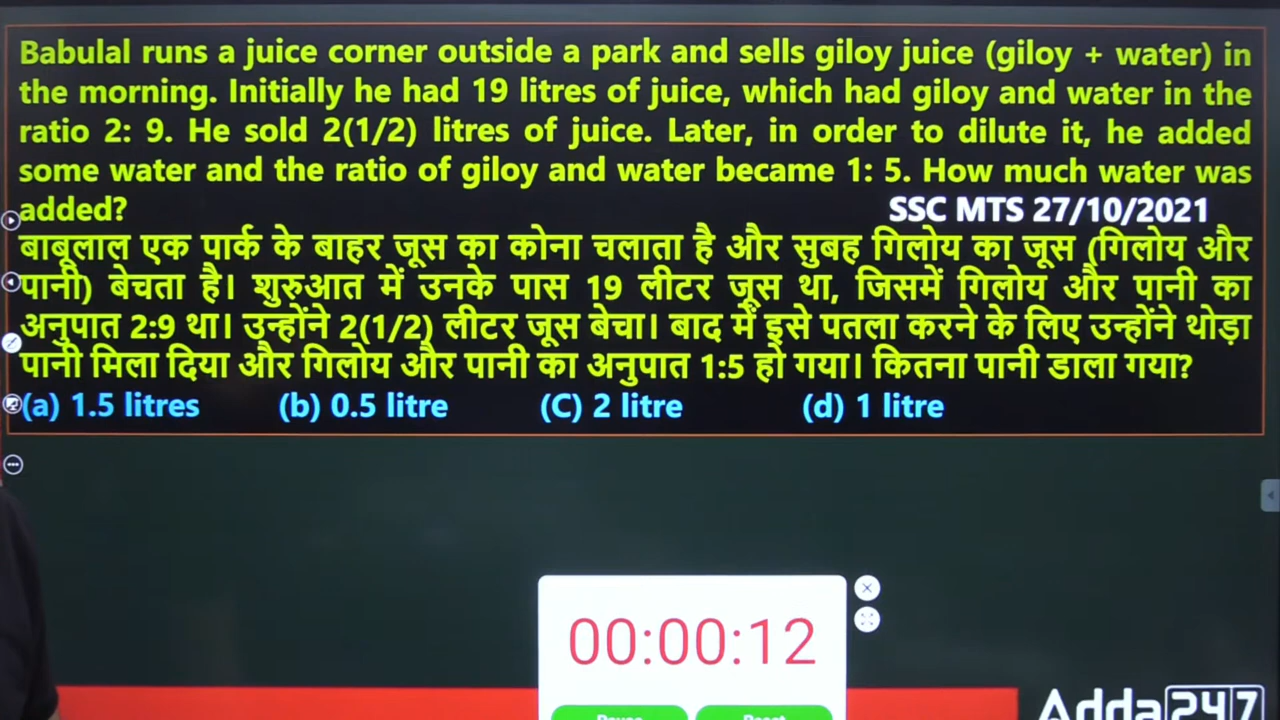 Babulal runs a juice corner outside a park and sells giloy juice (giloy + water) in
the morning. Initially he had 19 litres of juice, which had giloy and water in the
ratio 2: 9. He sold 2(1/2) litres of juice. Later, in order to dilute it, he added
some water and the ratio of giloy and water became 1: 5. How much water was
added? SSC MTS 27/10/2021
बाबूलाल एक पार्क के बाहर जूस का कोना चलाता है और सुबह गिलोय का जूस (गिलोय और
पानी) बेचता है। शुरुआत में उनके पास 19 लीटर जूस था, जिसमें गिलोय और पानी का
अनुपात 2:9 था। उन्होंने 2(1/2) लीटर जूस बेचा। बाद में इसे पतला करने के लिए उन्होंने थोड़ा
पानी मिला दिया और गिलोय और पानी का अनुपात 1:5 हो गया। कितना पानी डाला गया?
(a) 1.5 litres (b) 0.5 litre (C) 2 litre (d) 1 litre
00:00:12
Adda247